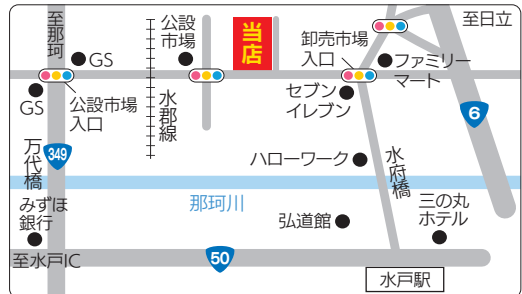 至那珂
GS
GS
公設市場
入口
公設
市場
水郡線
当店
卸売市場
入口
ファミリー
マート
至日立
セブン
イレブン
6
万代橋
349
ハローワーク
水府橋
那珂川
みずほ
銀行
弘道館
三の丸
ホテル
至水戸IC
50
水戸駅